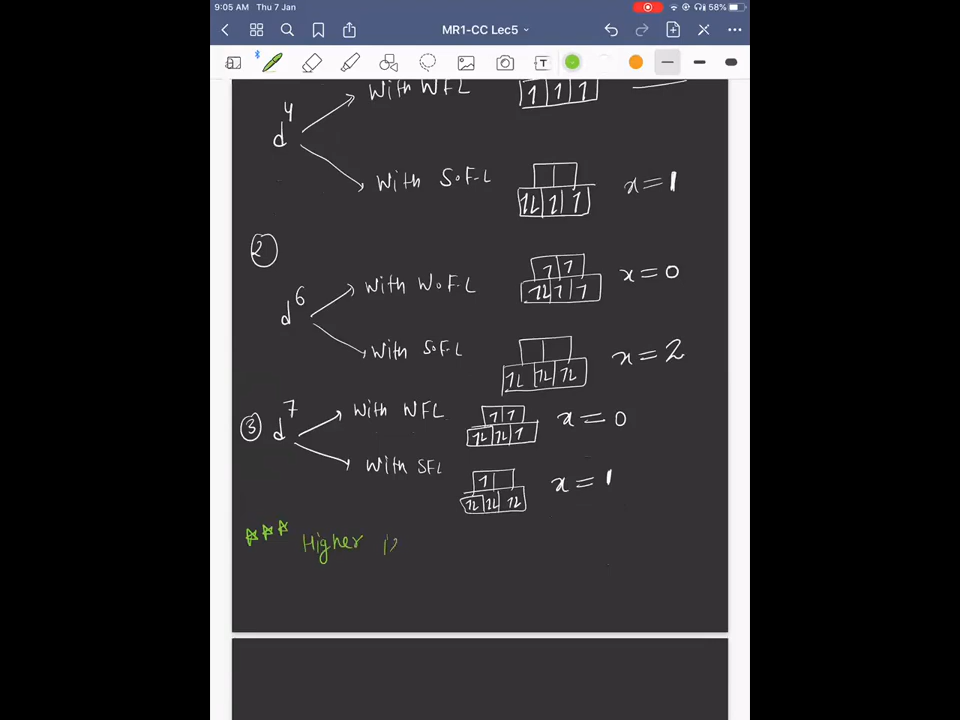 9:05 AM Thu 7 Jan
58%
MR1-CC Lec5
T
d⁴
With WFL
1 1 1
With S.F.L
1L 1 1
x = 1
2
d⁶
With W.F.L
1 1
1L 1 1
x = 0
With S.F.L
1L 1L 1L
x = 2
3
d⁷
With WFL
1 1
1L 1L 1
x = 0
With SFL
1
1L 1L 1L
x = 1
Higher